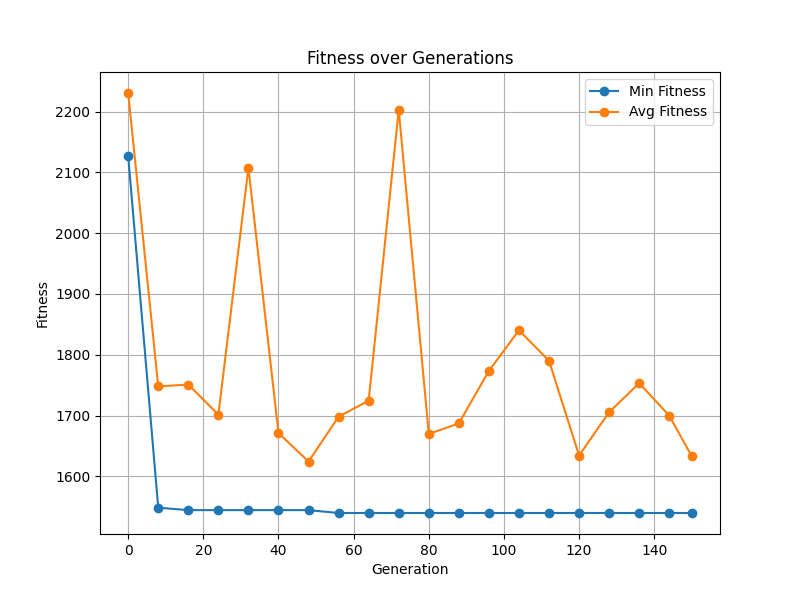 Fitness over Generations
Min Fitness
Avg Fitness
Fitness
2200
2100
2000
1900
1800
1700
1600
0 20 40 60 80 100 120 140
Generation